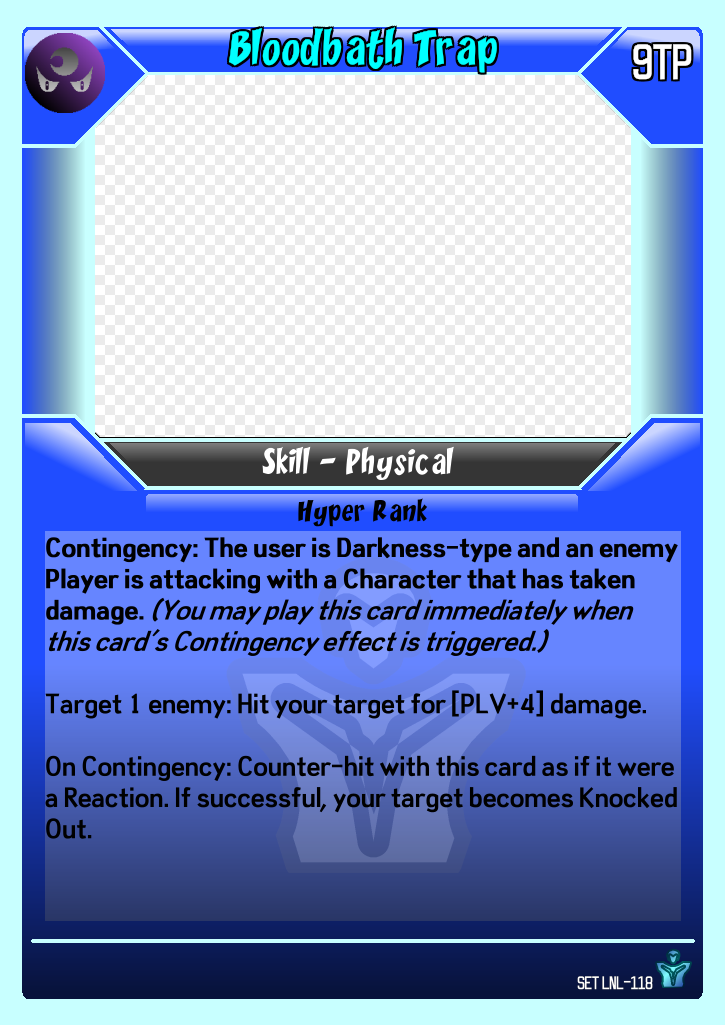 Bloodbath Trap
9TP
Skill - Physical
Hyper Rank
Contingency: The user is Darkness-type and an enemy
Player is attacking with a Character that has taken
damage. (You may play this card immediately when
this card's Contingency effect is triggered.)
Target 1 enemy: Hit your target for [PLV+4] damage.
On Contingency: Counter-hit with this card as if it were
a Reaction. If successful, your target becomes Knocked
Out.
SET LNL-118